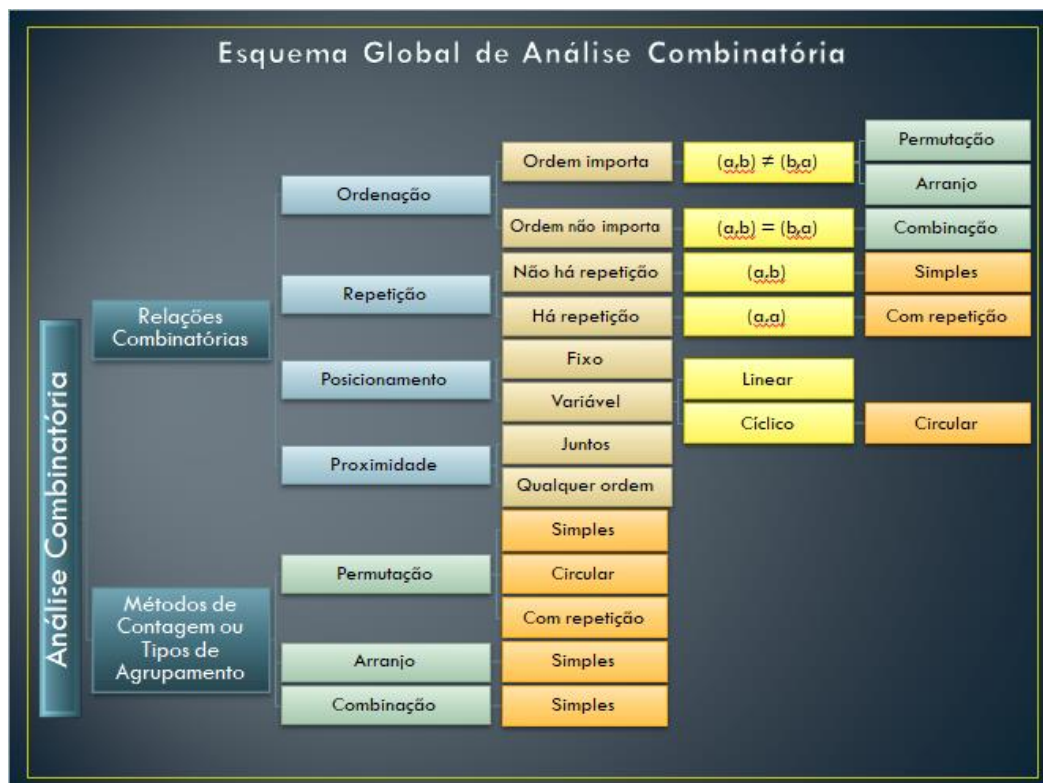 Esquema Global de Análise Combinatória
Análise Combinatória
Relações
Combinatórias
Ordenação
Ordem importa
(a,b) ≠ (b,a)
Permutação
Arranjo
Ordem não importa
(a,b) = (b,a)
Combinação
Repetição
Não há repetição
(a,b)
Simples
Há repetição
(a,a)
Com repetição
Posicionamento
Fixo
Variável
Linear
Cíclico
Circular
Proximidade
Juntos
Qualquer ordem
Métodos de
Contagem ou
Tipos de
Agrupamento
Permutação
Simples
Circular
Com repetição
Arranjo
Simples
Combinação
Simples